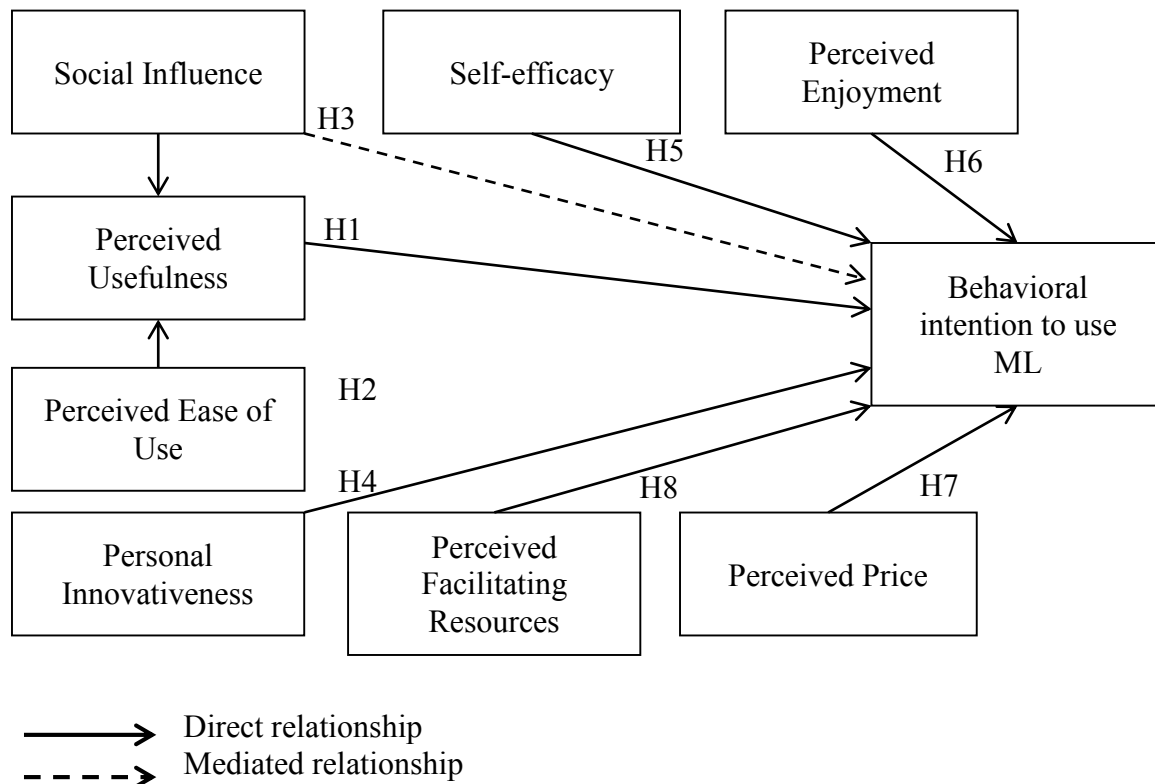 Social Influence
Self-efficacy
Perceived
Enjoyment
H3
H5
H6
Perceived
Usefulness
H1
Behavioral
intention to use
ML
Perceived Ease of
Use
H2
H4
H8
H7
Personal
Innovativeness
Perceived
Facilitating
Resources
Perceived Price
Direct relationship
Mediated relationship